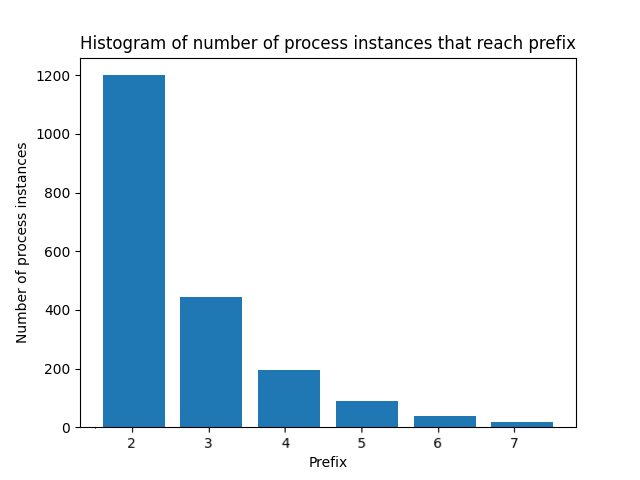 Histogram of number of process instances that reach prefix
1200
1000
800
600
400
200
0
Number of process instances
2 3 4 5 6 7
Prefix